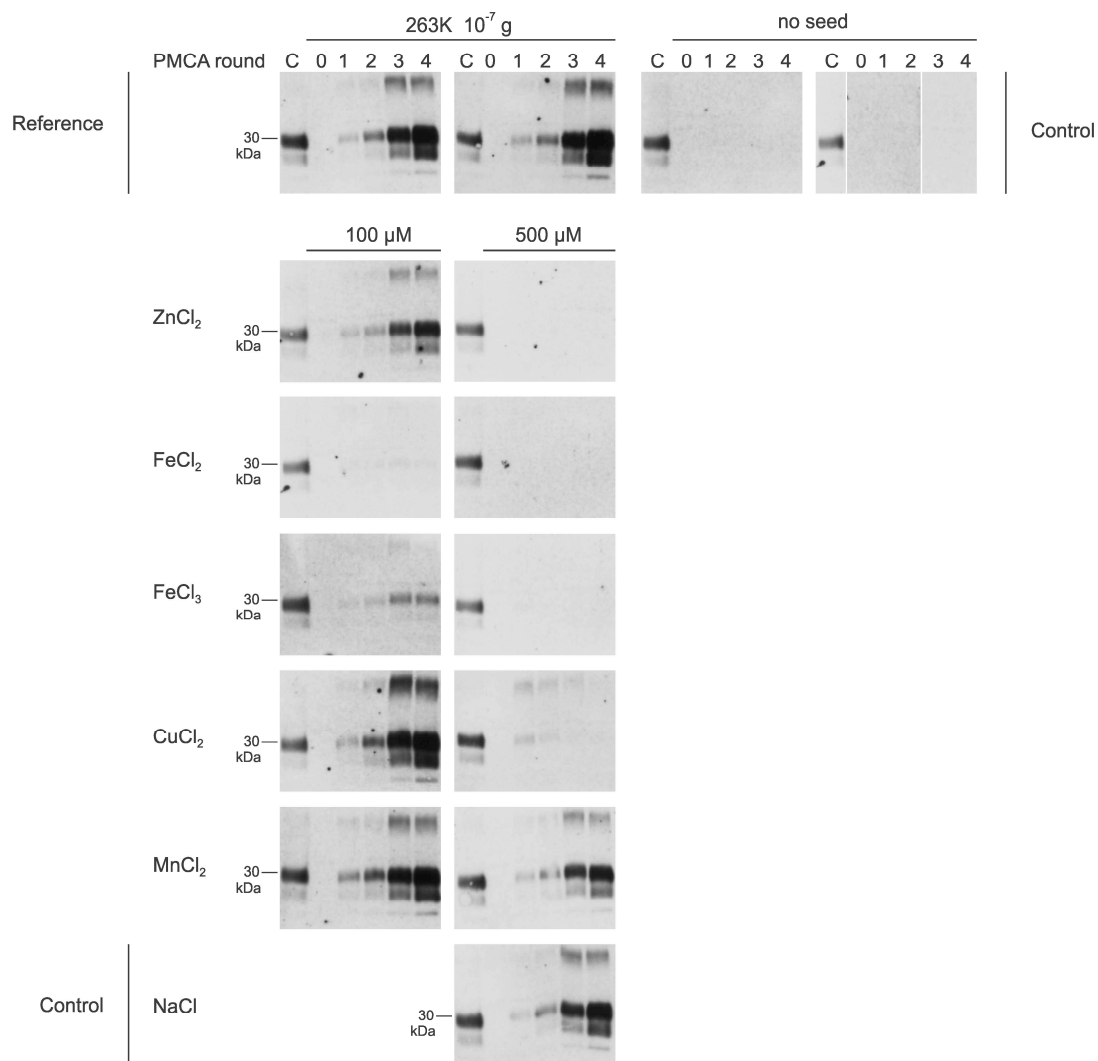 263K 10⁻⁷ g no seed
PMCA round C 0 1 2 3 4 C 0 1 2 3 4 C 0 1 2 3 4 C 0 1 2 3 4
Reference 30 kDa Control
100 µM 500 µM
ZnCl₂ 30 kDa
FeCl₂ 30 kDa
FeCl₃ 30 kDa
CuCl₂ 30 kDa
MnCl₂ 30 kDa
Control NaCl 30 kDa